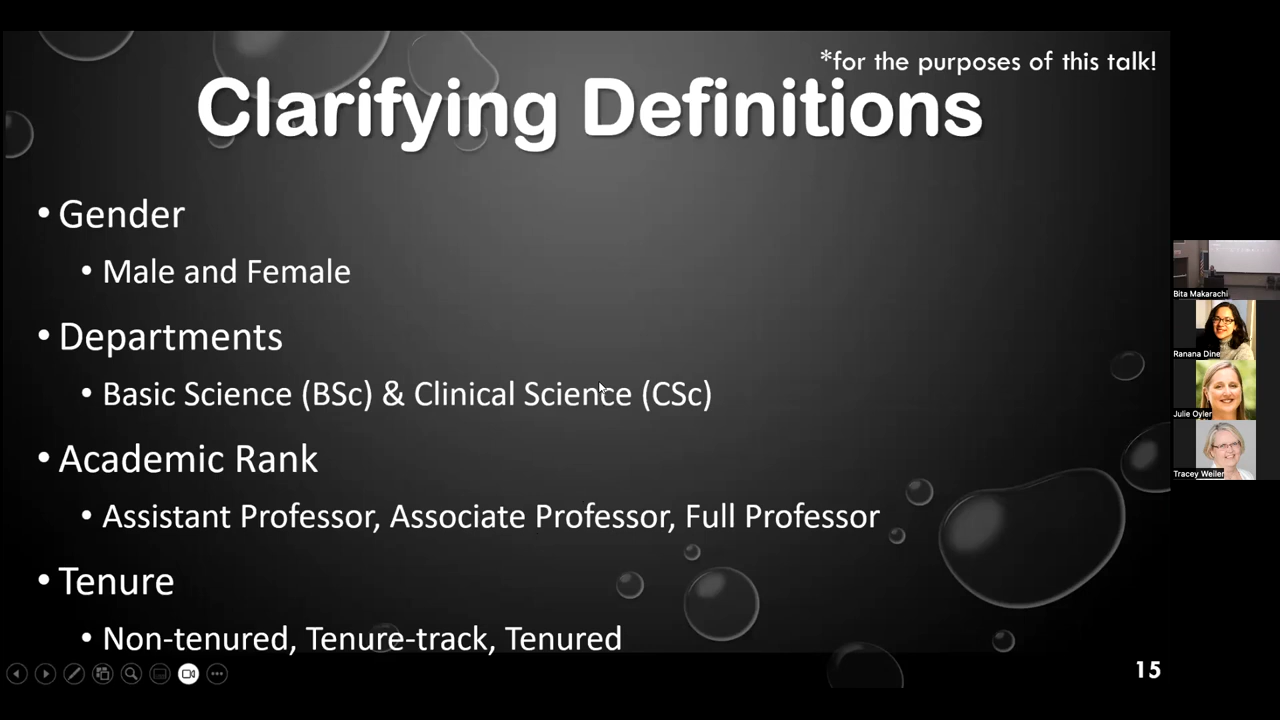 *for the purposes of this talk!
Clarifying Definitions
• Gender
• Male and Female
• Departments
• Basic Science (BSc) & Clinical Science (CSc)
• Academic Rank
• Assistant Professor, Associate Professor, Full Professor
• Tenure
• Non-tenured, Tenure-track, Tenured
15
Bita Makarachi
Ranana Dine
Julie Oyler
Tracey Weiler